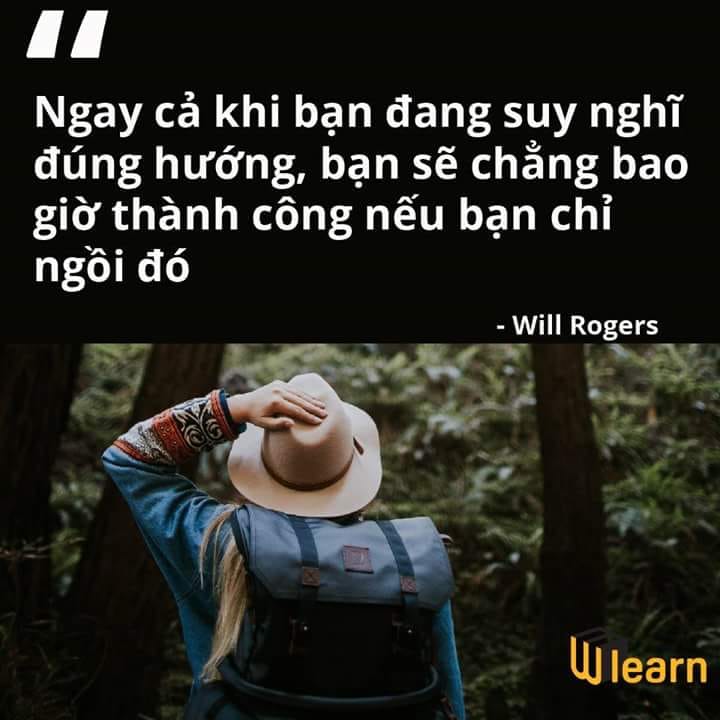 Ngay cả khi bạn đang suy nghĩ
đúng hướng, bạn sẽ chẳng bao
giờ thành công nếu bạn chỉ
ngồi đó
- Will Rogers
Wlearn